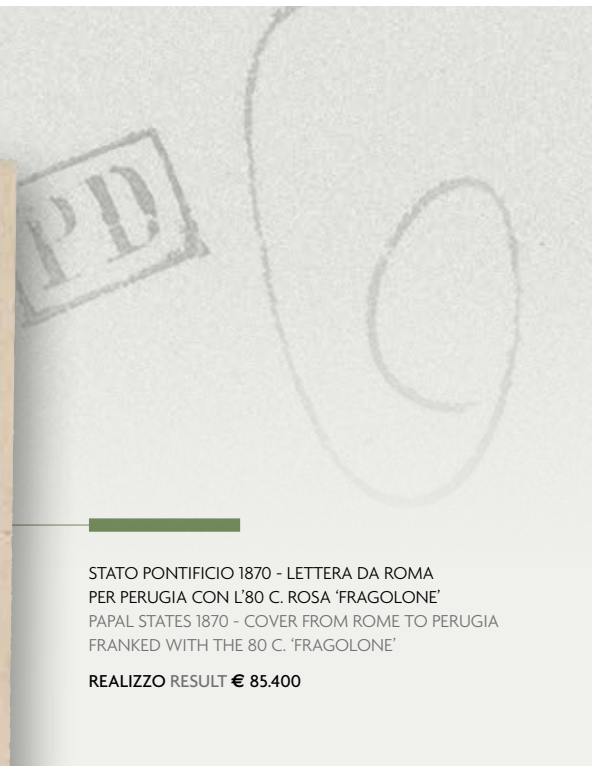 PD
STATO PONTIFICIO 1870 - LETTERA DA ROMA
PER PERUGIA CON L'80 C. ROSA ‘FRAGOLONE’
PAPAL STATES 1870 - COVER FROM ROME TO PERUGIA
FRANKED WITH THE 80 C. ‘FRAGOLONE’
REALIZZO RESULT € 85.400